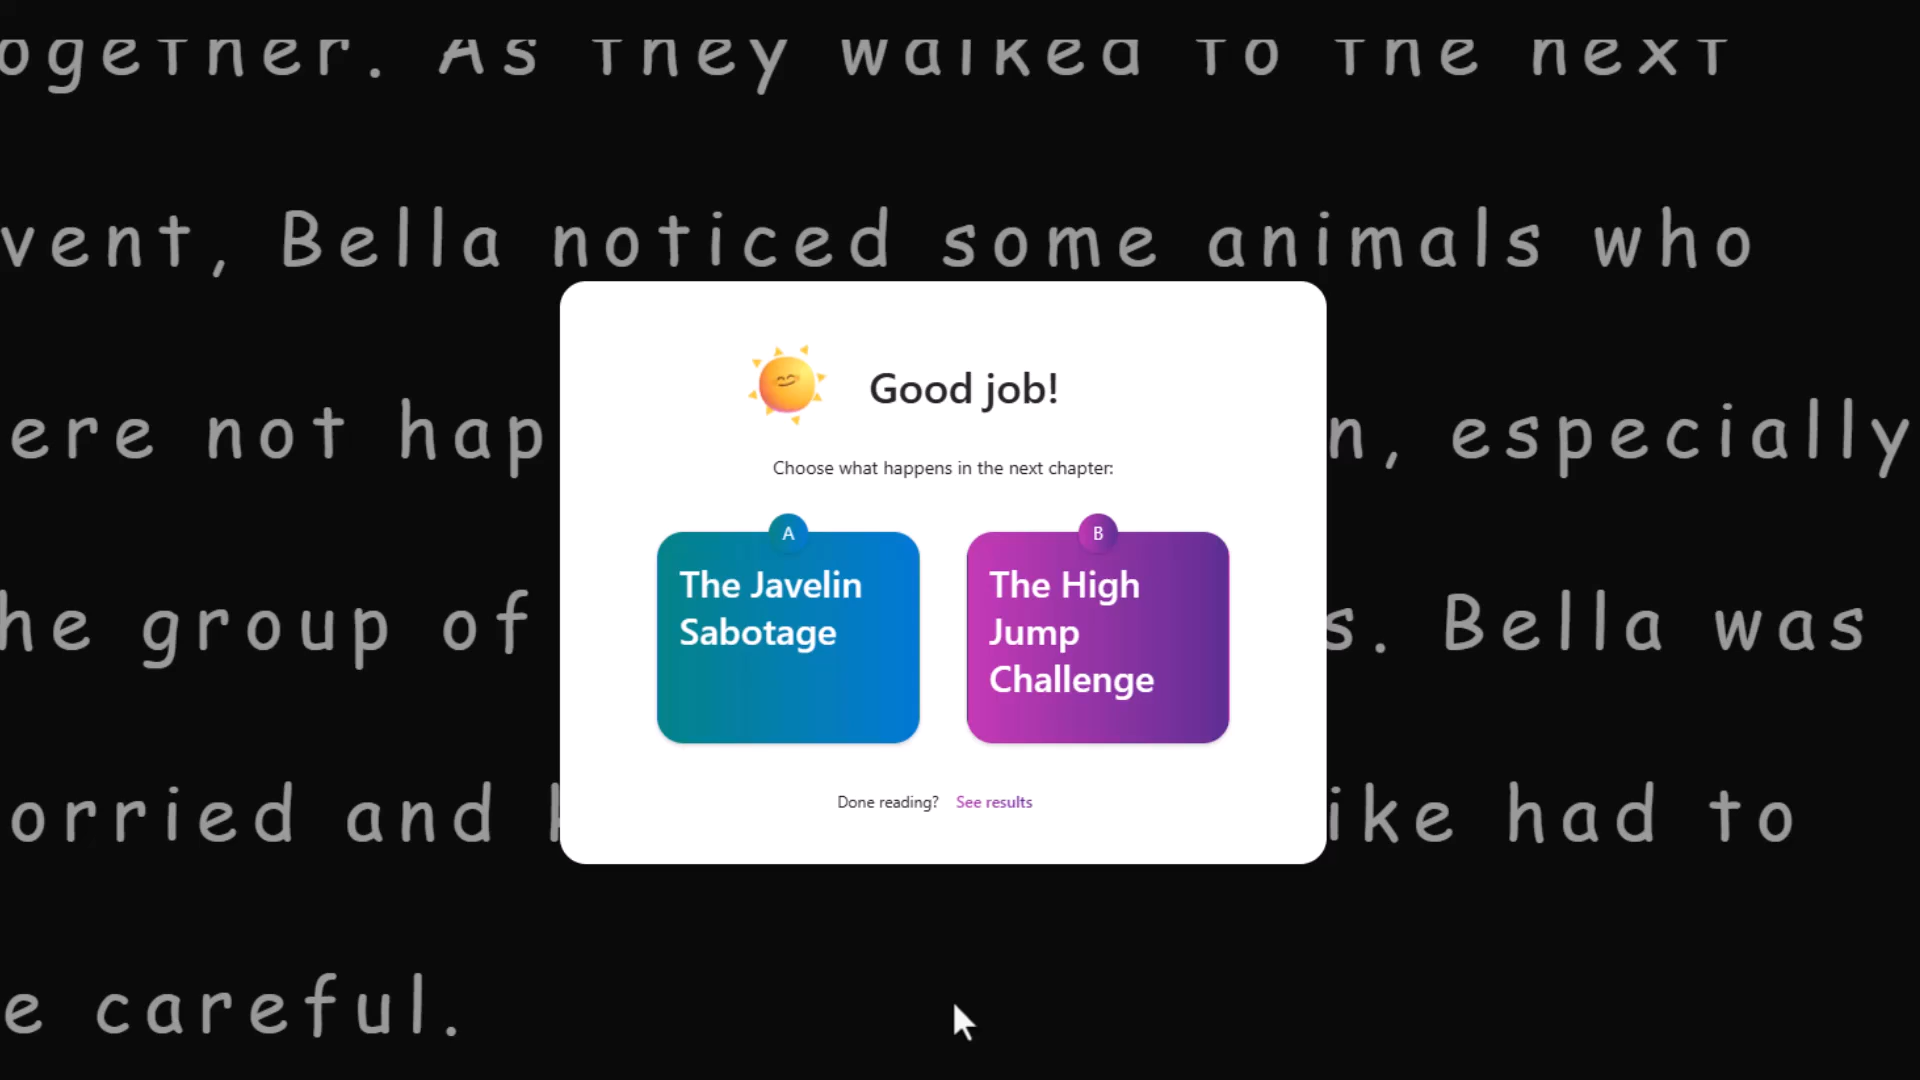 ogether. As they walked to the next
vent, Bella noticed some animals who
Good job!
ere not hap
n, especially
Choose what happens in the next chapter:
A
B
The Javelin
Sabotage
The High
Jump
Challenge
he group of
s. Bella was
Done reading? See results
orried and
ike had to
e careful.